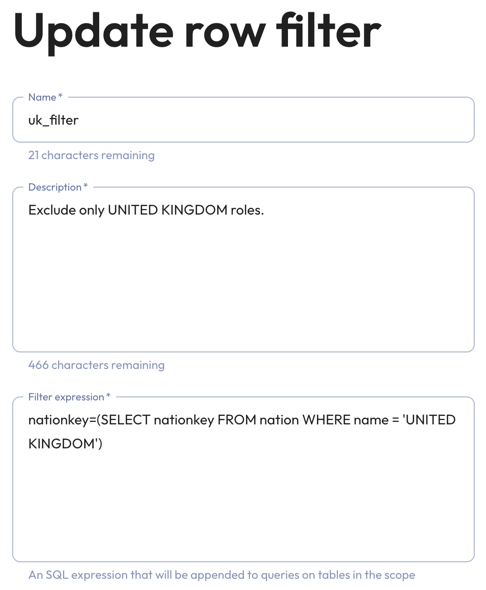 Update row filter
Name *
uk_filter
21 characters remaining
Description *
Exclude only UNITED KINGDOM roles.
466 characters remaining
Filter expression *
nationkey=(SELECT nationkey FROM nation WHERE name = 'UNITED
KINGDOM')
An SQL expression that will be appended to queries on tables in the scope